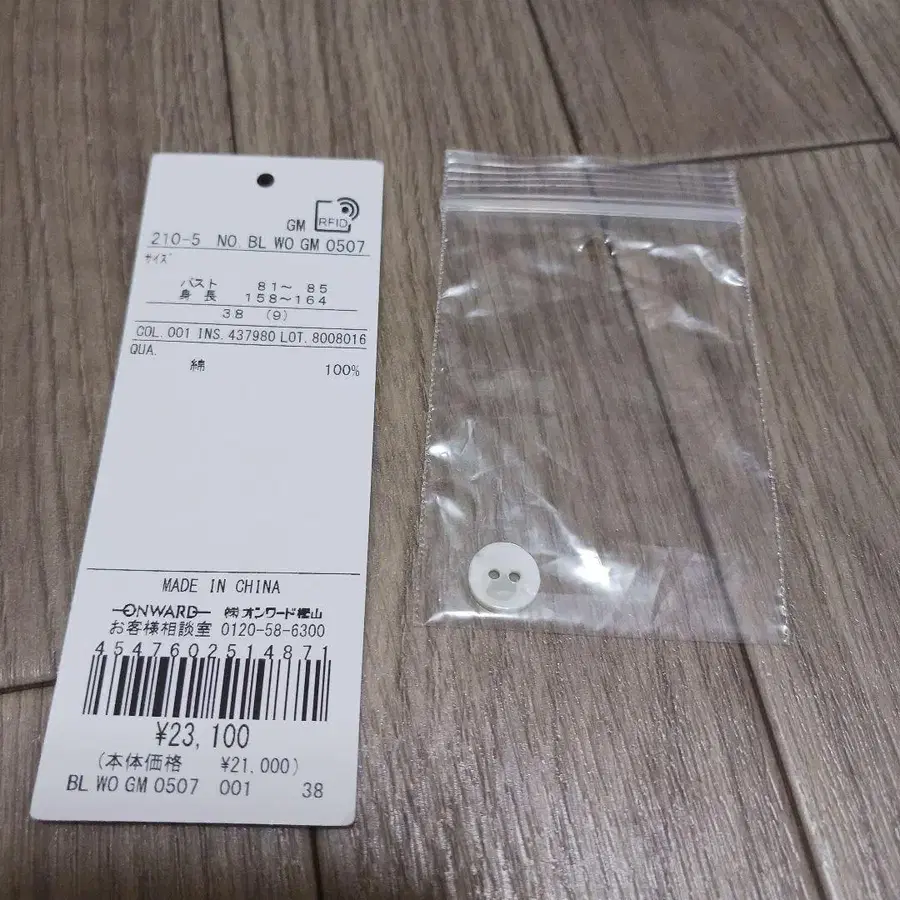 GM RFID
210-5 NO. BL WO GM 0507
サイズ
バスト 81~ 85
身長 158~164
38 (9)
COL. 001 INS. 437980 LOT. 8008016
QUA.
綿 100%
MADE IN CHINA
ONWARD ㈱オンワード樫山
お客様相談室 0120-58-6300
4547602514871
¥23,100
(本体価格 ¥21,000)
BL WO GM 0507 001 38